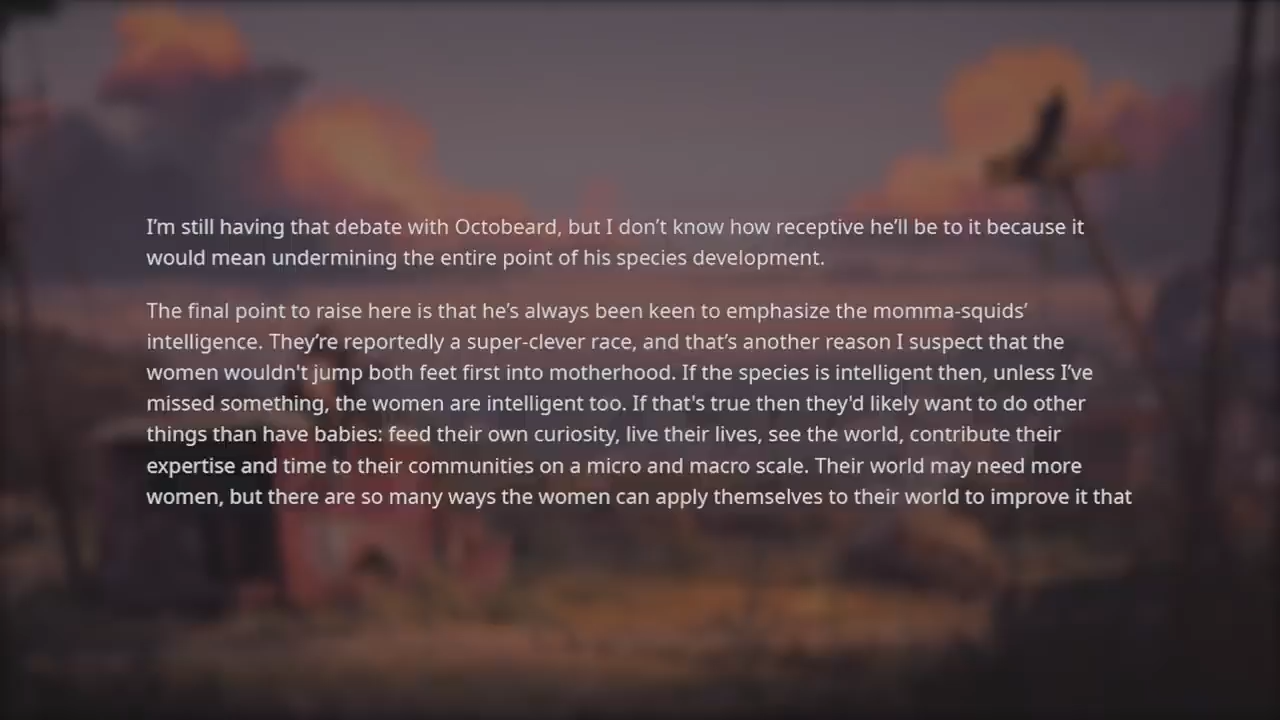 I’m still having that debate with Octobeard, but I don’t know how receptive he’ll be to it because it
would mean undermining the entire point of his species development.
The final point to raise here is that he’s always been keen to emphasize the momma-squids’
intelligence. They’re reportedly a super-clever race, and that’s another reason I suspect that the
women wouldn't jump both feet first into motherhood. If the species is intelligent then, unless I’ve
missed something, the women are intelligent too. If that's true then they'd likely want to do other
things than have babies: feed their own curiosity, live their lives, see the world, contribute their
expertise and time to their communities on a micro and macro scale. Their world may need more
women, but there are so many ways the women can apply themselves to their world to improve it that